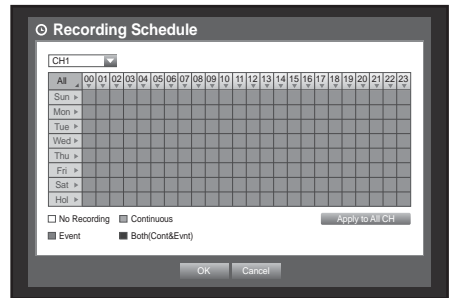 Recording Schedule
CH1
All 00 01 02 03 04 05 06 07 08 09 10 11 12 13 14 15 16 17 18 19 20 21 22 23
Sun
Mon
Tue
Wed
Thu
Fri
Sat
Hol
No Recording Continuous Apply to All CH
Event Both(Cont&Evnt)
OK Cancel